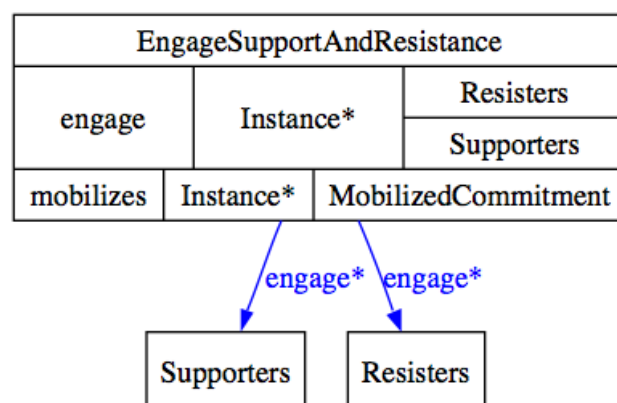 EngageSupportAndResistance
engage Instance* Resisters
Supporters
mobilizes Instance* MobilizedCommitment
engage* engage*
Supporters Resisters